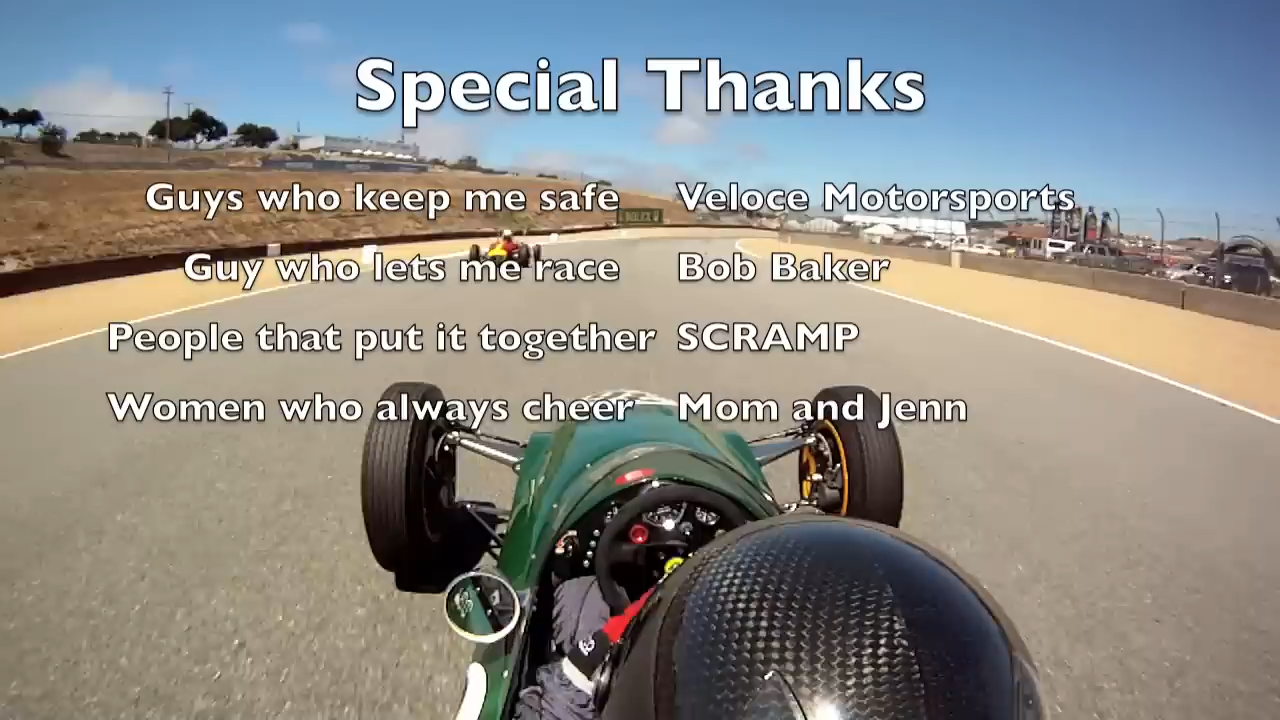 Special Thanks
Guys who keep me safe Veloce Motorsports
Guy who lets me race Bob Baker
People that put it together SCRAMP
Women who always cheer Mom and Jenn